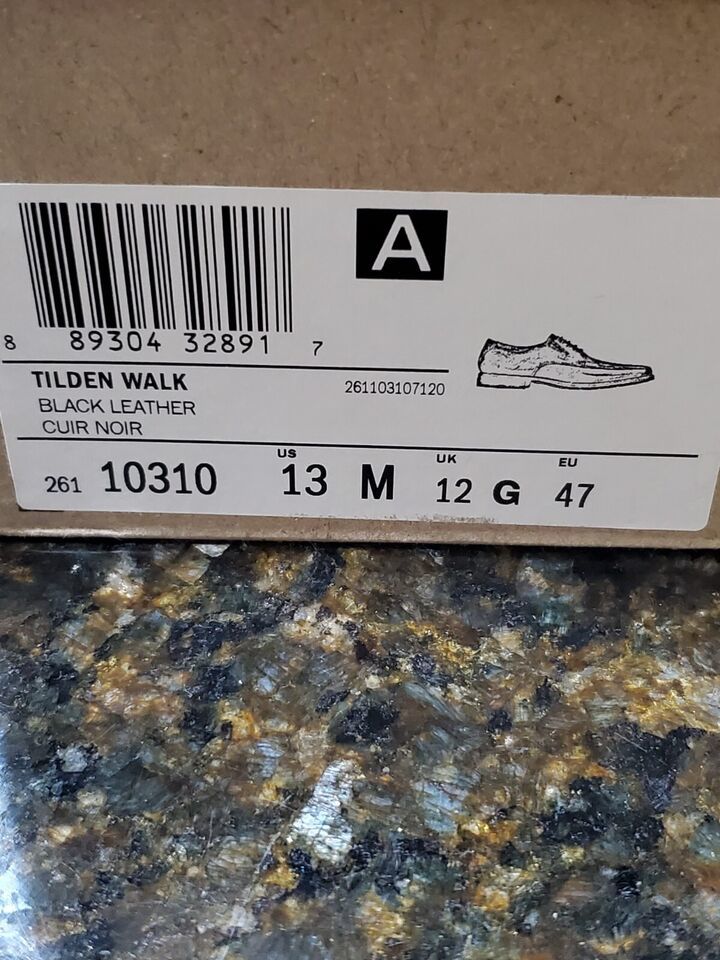 A
8 89304 32891 7
TILDEN WALK
261103107120
BLACK LEATHER
CUIR NOIR
US UK EU
261 10310 13 M 12 G 47